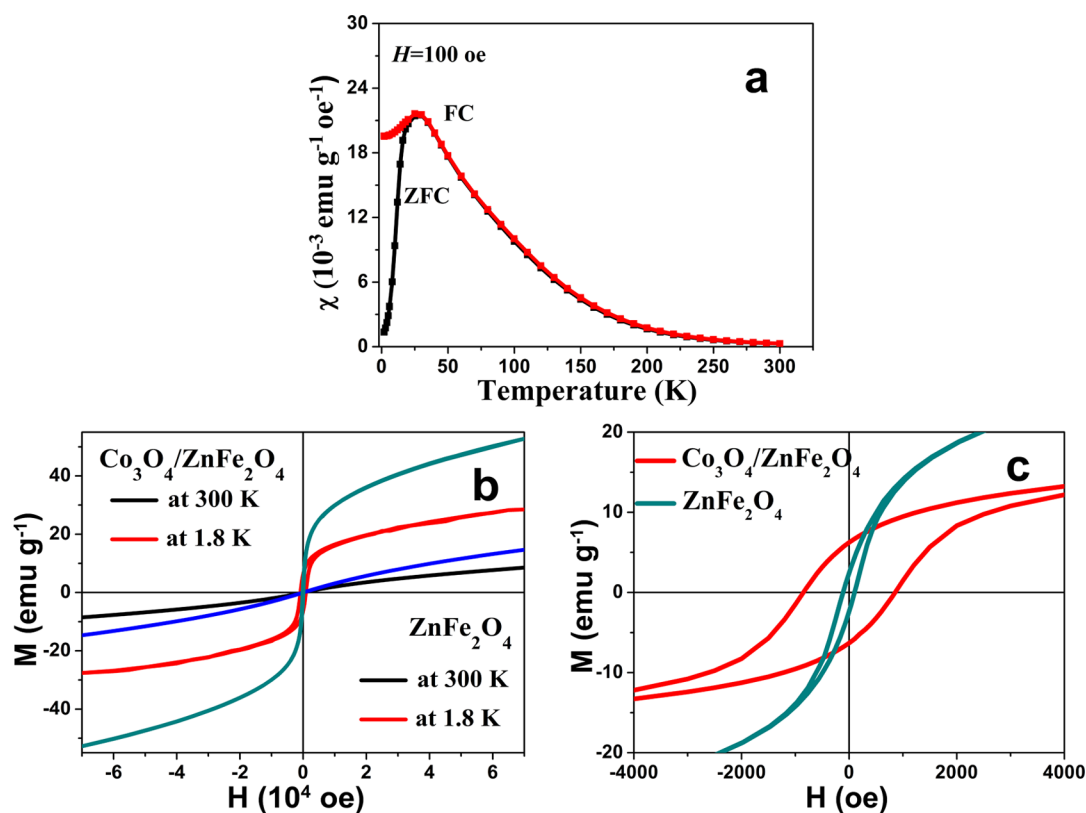 30
24
18
12
6
0
χ (10⁻³ emu g⁻¹ oe⁻¹)
H=100 oe
a
FC
ZFC
0 50 100 150 200 250 300
Temperature (K)
40
20
0
-20
-40
M (emu g⁻¹)
Co₃O₄/ZnFe₂O₄
at 300 K
at 1.8 K
b
ZnFe₂O₄
at 300 K
at 1.8 K
-6 -4 -2 0 2 4 6
H (10⁴ oe)
20
10
0
-10
-20
M (emu g⁻¹)
Co₃O₄/ZnFe₂O₄
ZnFe₂O₄
c
-4000 -2000 0 2000 4000
H (oe)